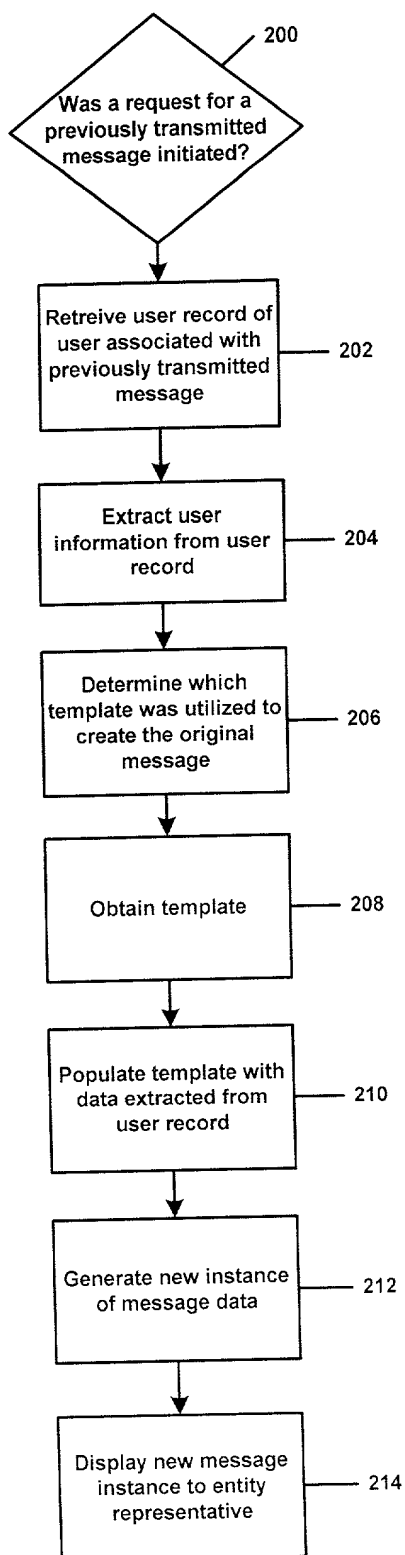 200
Was a request for a
previously transmitted
message initiated?
Retreive user record of
user associated with
previously transmitted
message
202
Extract user
information from user
record
204
Determine which
template was utilized to
create the original
message
206
Obtain template
208
Populate template with
data extracted from
user record
210
Generate new instance
of message data
212
Display new message
instance to entity
representative
214